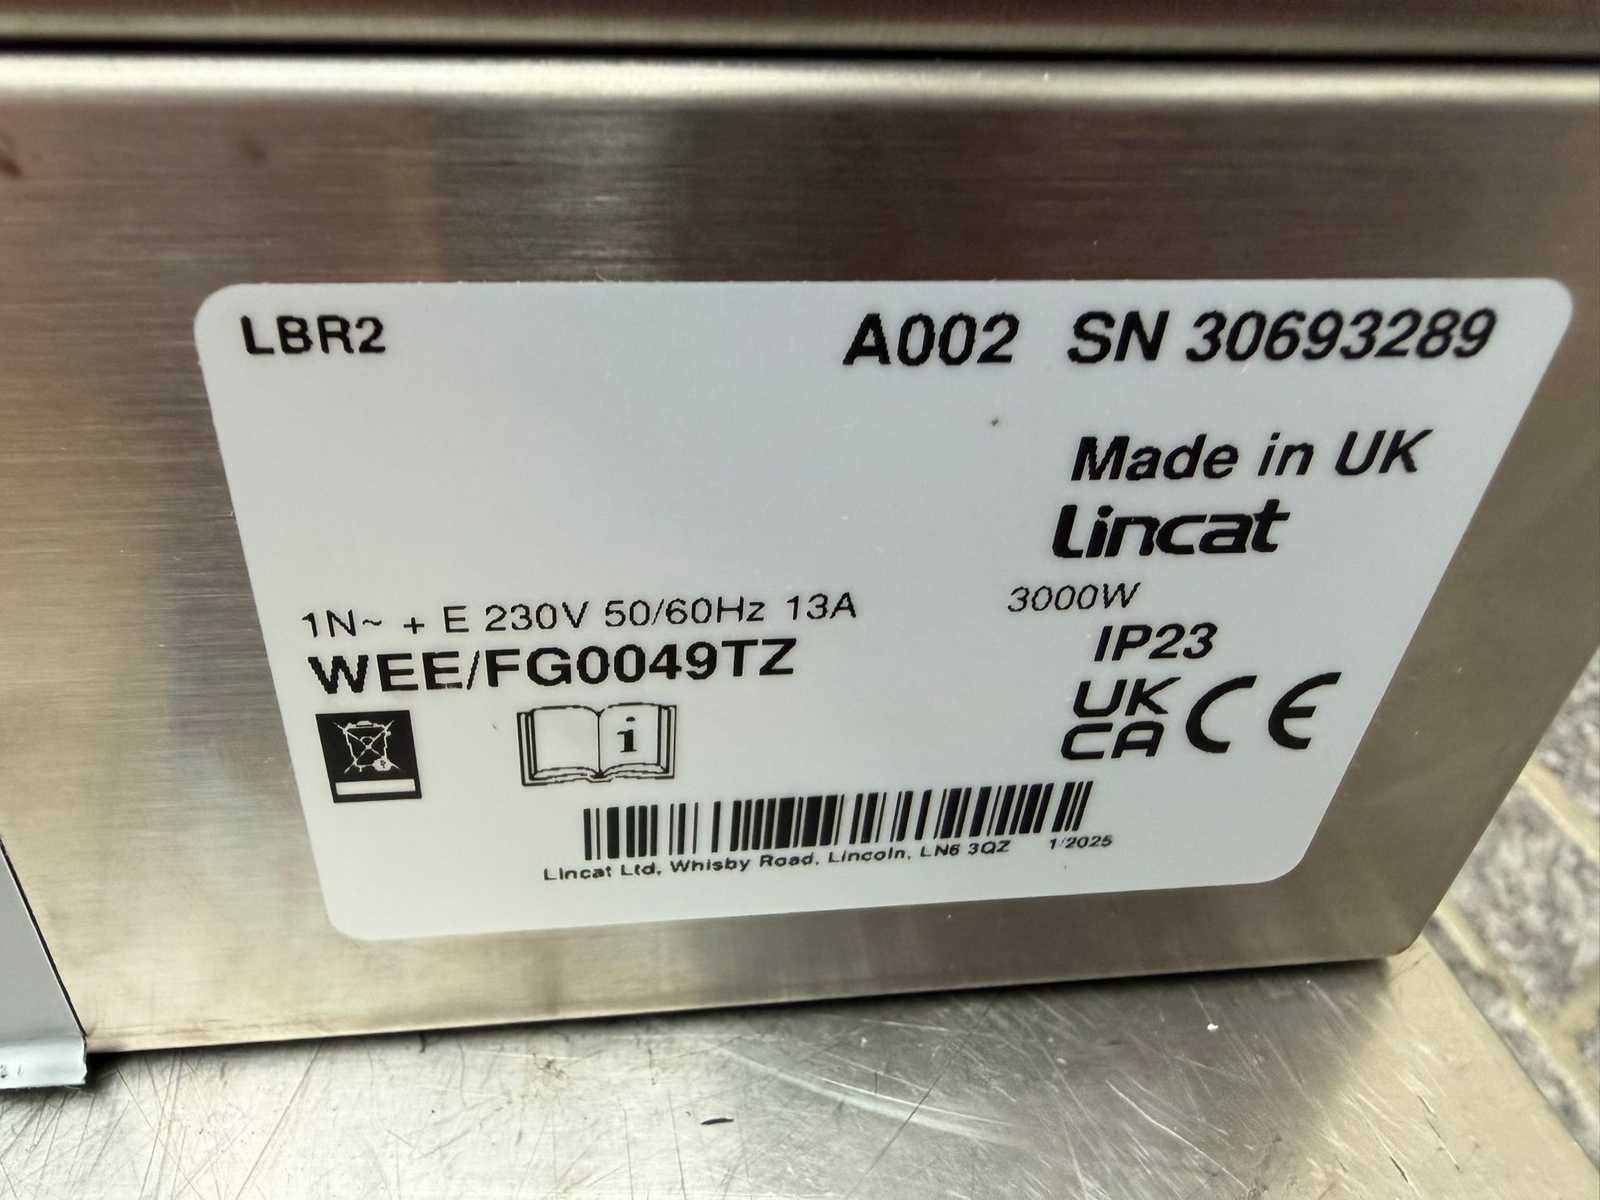 LBR2 A002 SN 30693289
Made in UK
Lincat
1N~ + E 230V 50/60Hz 13A 3000W
WEE/FG0049TZ IP23
UK
CA CE
i
Lincat Ltd, Whisby Road, Lincoln, LN6 3QZ 1/2025